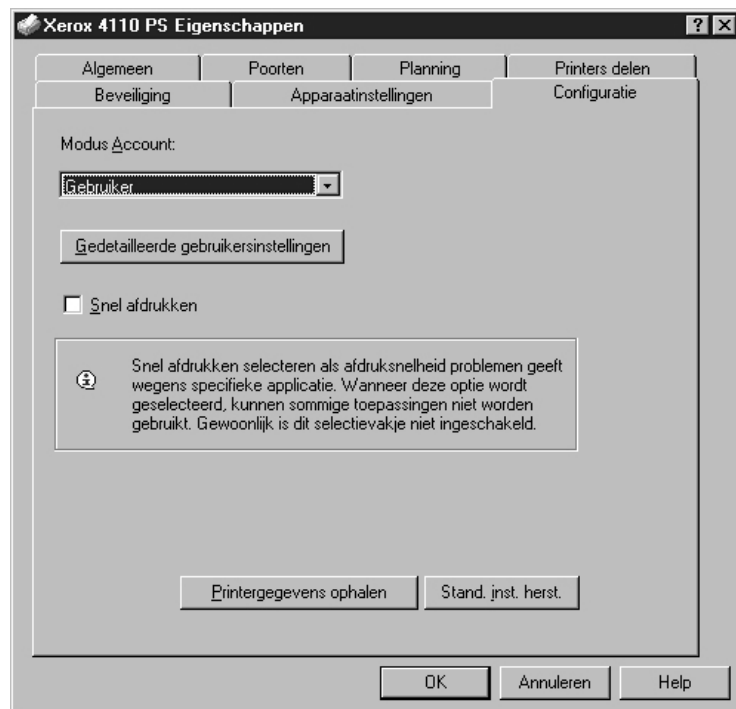 Xerox 4110 PS Eigenschappen
Algemeen Poorten Planning Printers delen
Beveiliging Apparaatinstellingen Configuratie
Modus Account:
Gebruiker
Gedetailleerde gebruikersinstellingen
Snel afdrukken
Snel afdrukken selecteren als afdruksnelheid problemen geeft
wegens specifieke applicatie. Wanneer deze optie wordt
geselecteerd, kunnen sommige toepassingen niet worden
gebruikt. Gewoonlijk is dit selectievakje niet ingeschakeld.
Printergegevens ophalen Stand. inst. herst.
OK Annuleren Help